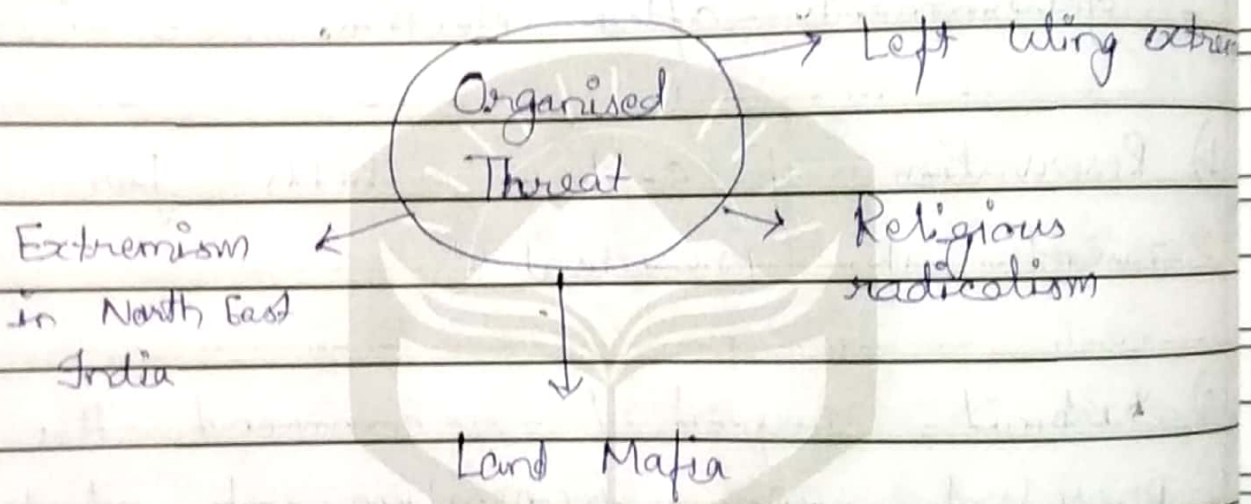 Organised
Threat
Left Wing
Extremism
in North East
India
Religious
radicalism
Land Mafia